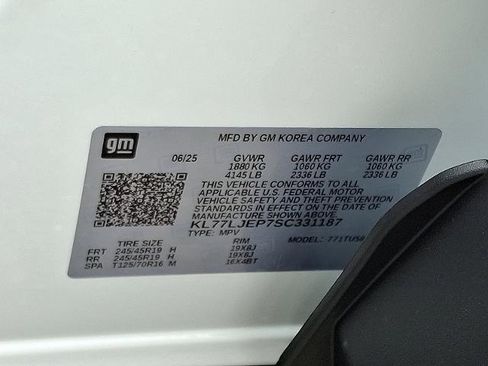 gm
MFD BY GM KOREA COMPANY
06/25 GVWR GAWR FRT GAWR RR
1880 KG 1060 KG 1060 KG
4145 LB 2336 LB 2336 LB
THIS VEHICLE CONFORMS TO ALL
APPLICABLE U.S. FEDERAL MOTOR
VEHICLE SAFETY AND THEFT PREVENTION
STANDARDS IN EFFECT ON THE DATE OF
MANUFACTURE SHOWN ABOVE.
KL77LJEP7SC331187
TYPE: MPV MODEL:
TIRE SIZE RIM
FRT 245/45R19 H 19X8J
RR 245/45R19 H 19X8J
SPA T125/70R16 M 16X4BT